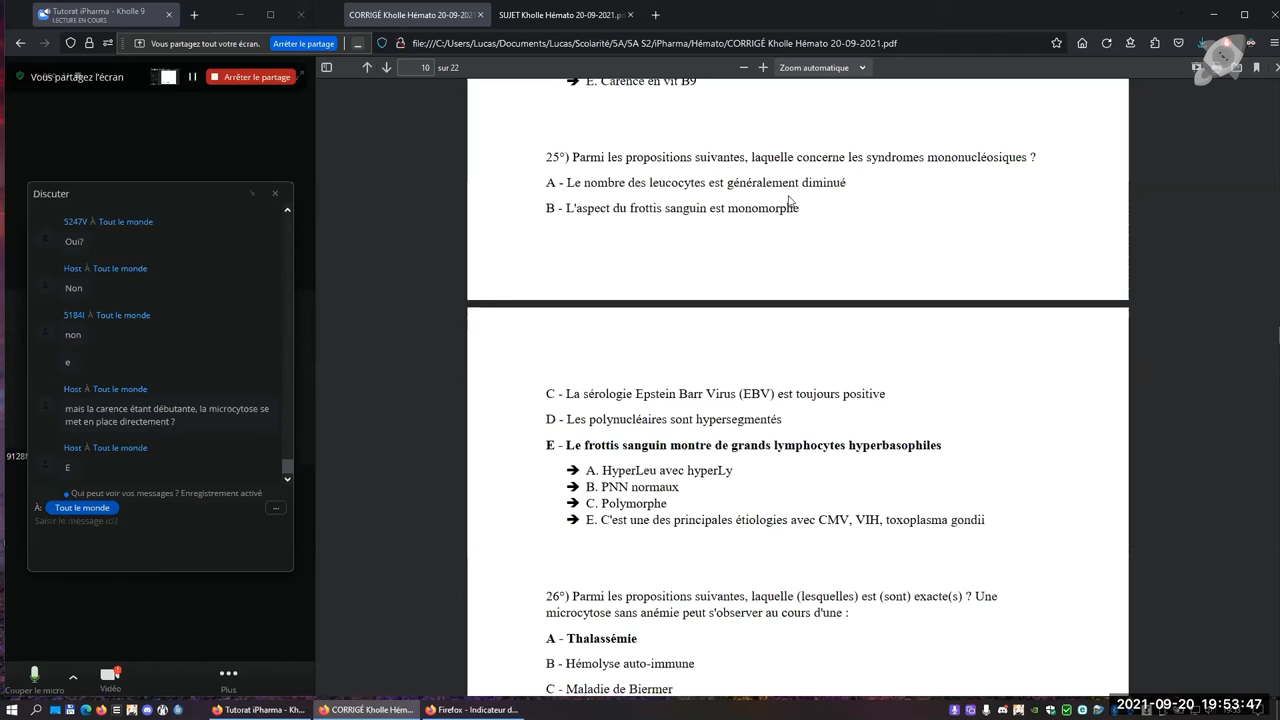 Tutorat iPharma - Kholle 9
LECTURE EN COURS
CORRIGÉ Kholle Hémato 20-09-202
SUJET Kholle Hémato 20-09-2021.pd
Vous partagez tout votre écran.
Arrêter le partage
file:///C:/Users/Lucas/Documents/Lucas/Scolarité/5A/5A S2/iPharma/Hémato/CORRIGÉ Kholle Hémato 20-09-2021.pdf
Vous partagez l'écran
Arrêter le partage
10 sur 22
Zoom automatique
➔ E. Carence en vit B9
25°) Parmi les propositions suivantes, laquelle concerne les syndromes mononucléosiques ?
A - Le nombre des leucocytes est généralement diminué
B - L'aspect du frottis sanguin est monomorphe
C - La sérologie Epstein Barr Virus (EBV) est toujours positive
D - Les polynucléaires sont hypersegmentés
E - Le frottis sanguin montre de grands lymphocytes hyperbasophiles
➔ A. HyperLeu avec hyperLy
➔ B. PNN normaux
➔ C. Polymorphe
➔ E. C'est une des principales étiologies avec CMV, VIH, toxoplasma gondii
26°) Parmi les propositions suivantes, laquelle (lesquelles) est (sont) exacte(s) ? Une
microcytose sans anémie peut s'observer au cours d'une :
A - Thalassémie
B - Hémolyse auto-immune
C - Maladie de Biermer
Discuter
5247V À Tout le monde
Oui?
Host À Tout le monde
Non
5184I À Tout le monde
non
e
Host À Tout le monde
mais la carence étant débutante, la microcytose se
met en place directement ?
Host À Tout le monde
E
Qui peut voir vos messages ? Enregistrement activé
À: Tout le monde
...
Saisir le message ici?
Couper le micro
Vidéo
Plus
Tutorat iPharma - Kh...
CORRIGÉ Kholle Hém...
Firefox - Indicateur d...
2021-09-20 19:53:47